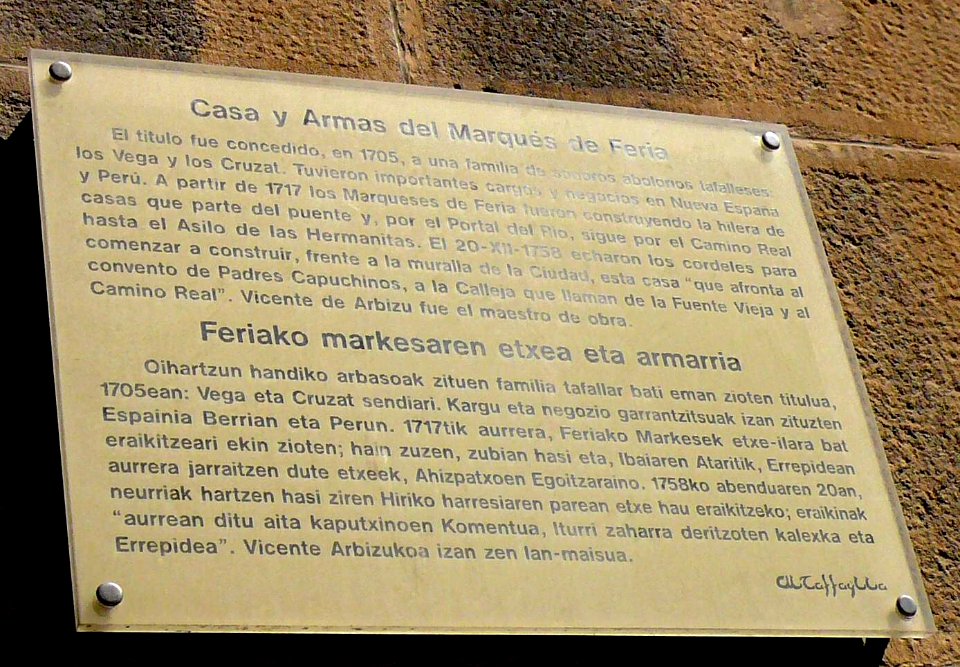 Casa y Armas del Marqués de Feria
El título fue concedido, en 1705, a una familia de sonoros abolorios tafalleses:
los Vega y los Cruzat. Tuvieron importantes cargos y negocios en Nueva España
y Perú. A partir de 1717 los Marqueses de Feria fueron construyendo la hilera de
casas que parte del puente y, por el Portal del Río, sigue por el Camino Real
hasta el Asilo de las Hermanitas. El 20-XII-1758 echaron los cordeles para
comenzar a construir, frente a la muralla de la Ciudad, esta casa "que afronta al
convento de Padres Capuchinos, a la Calleja que llaman de la Fuente Vieja y al
Camino Real". Vicente de Arbizu fue el maestro de obra.
Feriako markesaren etxea eta armarria
Oihartzun handiko arbasoak zituen familia tafallar bati eman zioten titulua,
1705ean: Vega eta Cruzat sendiari. Kargu eta negozio garrantzitsuak izan zituzten
Espainia Berrian eta Perun. 1717tik aurrera, Feriako Markesek etxe-ilara bat
eraikitzeari ekin zioten; hain zuzen, zubian hasi eta, Ibaiaren Ataritik, Errepidean
aurrera jarraitzen dute etxeek, Ahizpatxoen Egoitzaraino. 1758ko abenduaren 20an,
neurriak hartzen hasi ziren Hiriko harresiaren parean etxe hau eraikitzeko; eraikinak
"aurrean ditu aita kaputxinoen Komentua, Iturri zaharra deritzoten kalexka eta
Errepidea". Vicente Arbizukoa izan zen lan-maisua.
Altaffaylla